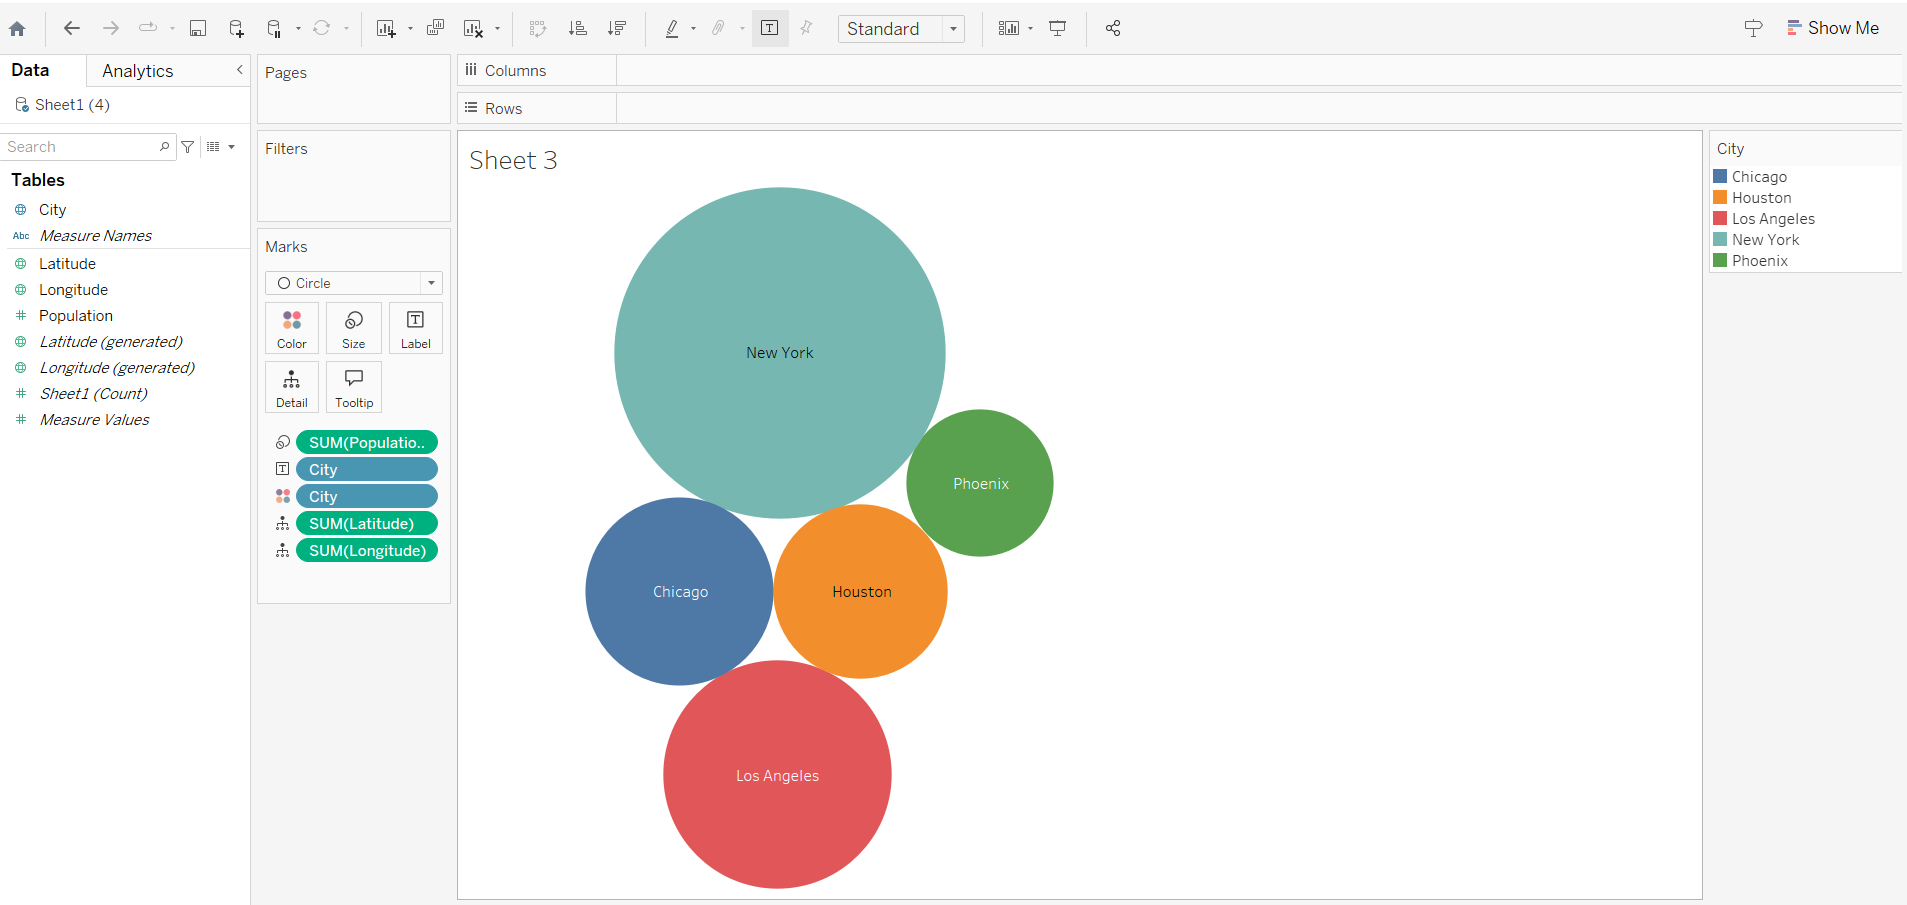 Standard
Show Me
Data
Analytics
Sheet1 (4)
Search
Tables
City
Abc Measure Names
Latitude
Longitude
Population
Latitude (generated)
Longitude (generated)
Sheet1 (Count)
Measure Values
Pages
Filters
Marks
Circle
Color
Size
T
Label
Detail
Tooltip
SUM(Populatio..
T City
City
SUM(Latitude)
SUM(Longitude)
Columns
Rows
Sheet 3
New York
Phoenix
Chicago
Houston
Los Angeles
City
Chicago
Houston
Los Angeles
New York
Phoenix